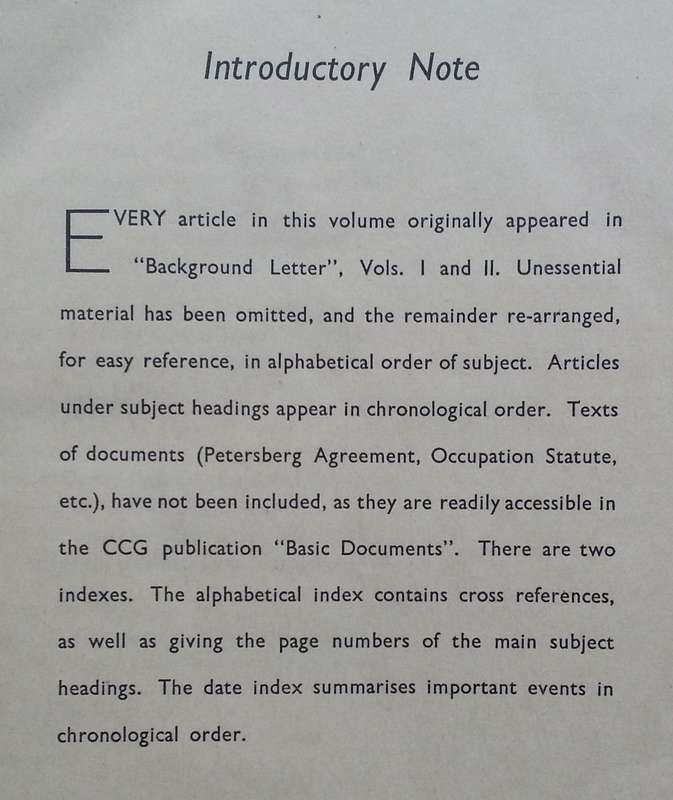 Introductory Note
EVERY article in this volume originally appeared in
“Background Letter”, Vols. I and II. Unessential
material has been omitted, and the remainder re-arranged,
for easy reference, in alphabetical order of subject. Articles
under subject headings appear in chronological order. Texts
of documents (Petersberg Agreement, Occupation Statute,
etc.), have not been included, as they are readily accessible in
the CCG publication “Basic Documents”. There are two
indexes. The alphabetical index contains cross references,
as well as giving the page numbers of the main subject
headings. The date index summarises important events in
chronological order.